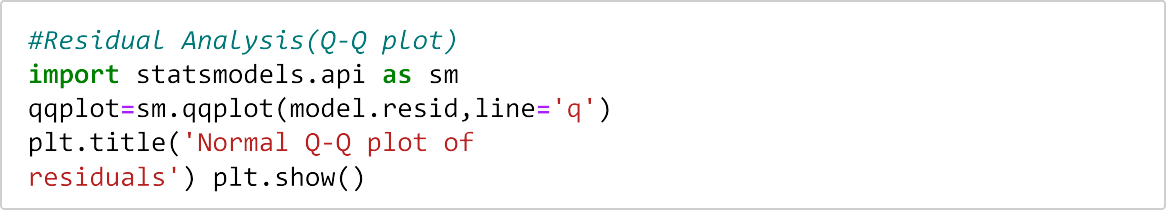 #Residual Analysis(Q-Q plot)
import statsmodels.api as sm
qqplot=sm.qqplot(model.resid,line='q')
plt.title('Normal Q-Q plot of
residuals') plt.show()